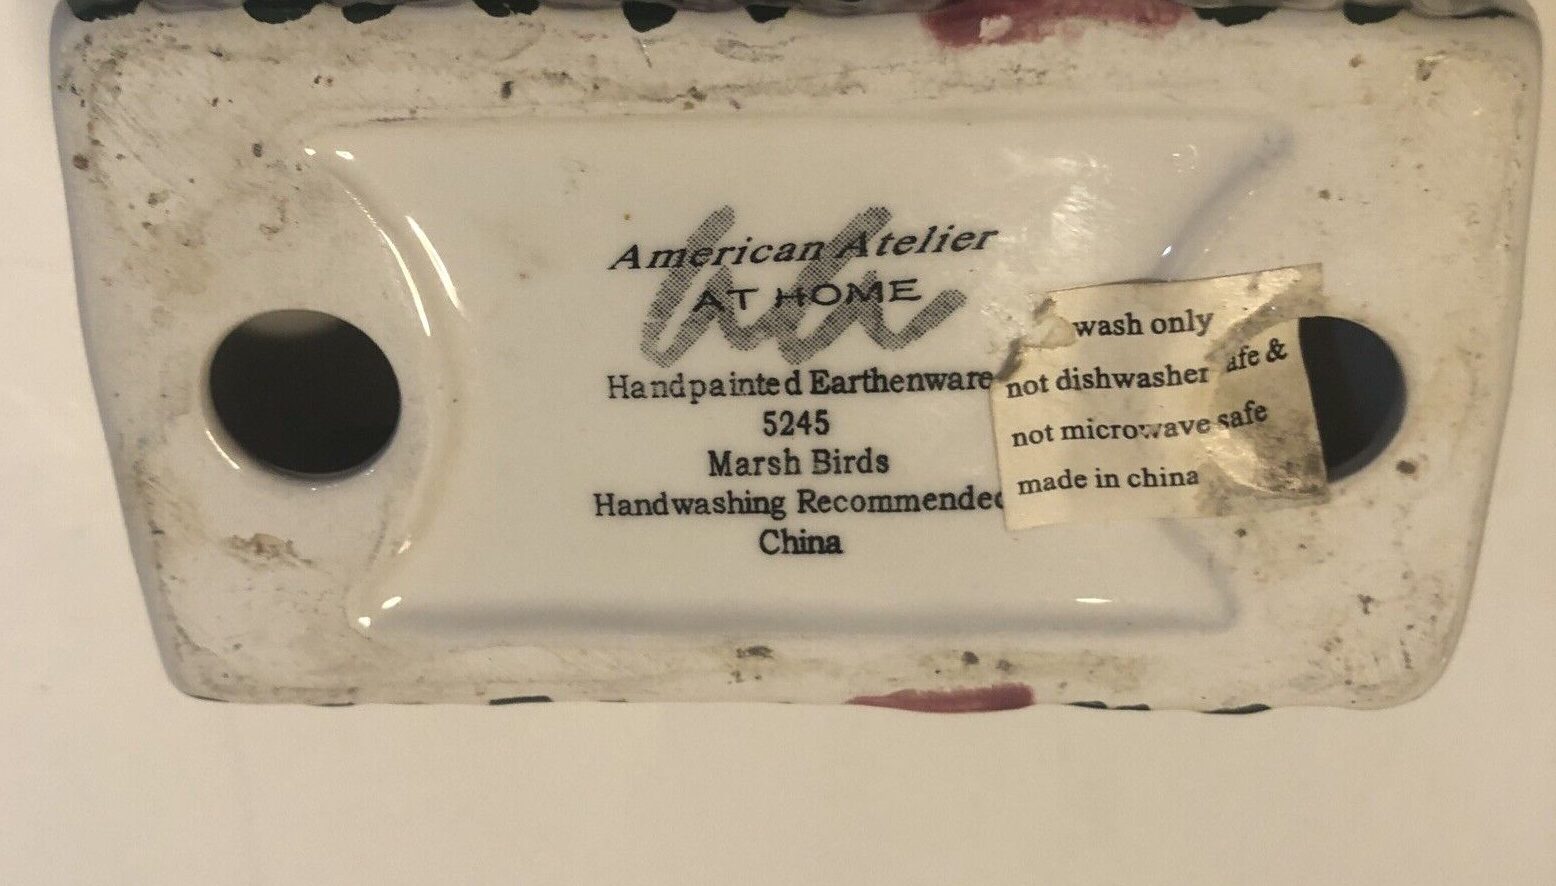 American Atelier
AT HOME
Handpainted Earthenware
5245
Marsh Birds
Handwashing Recommended
China
wash only
not dishwasher afe &
not microwave safe
made in china